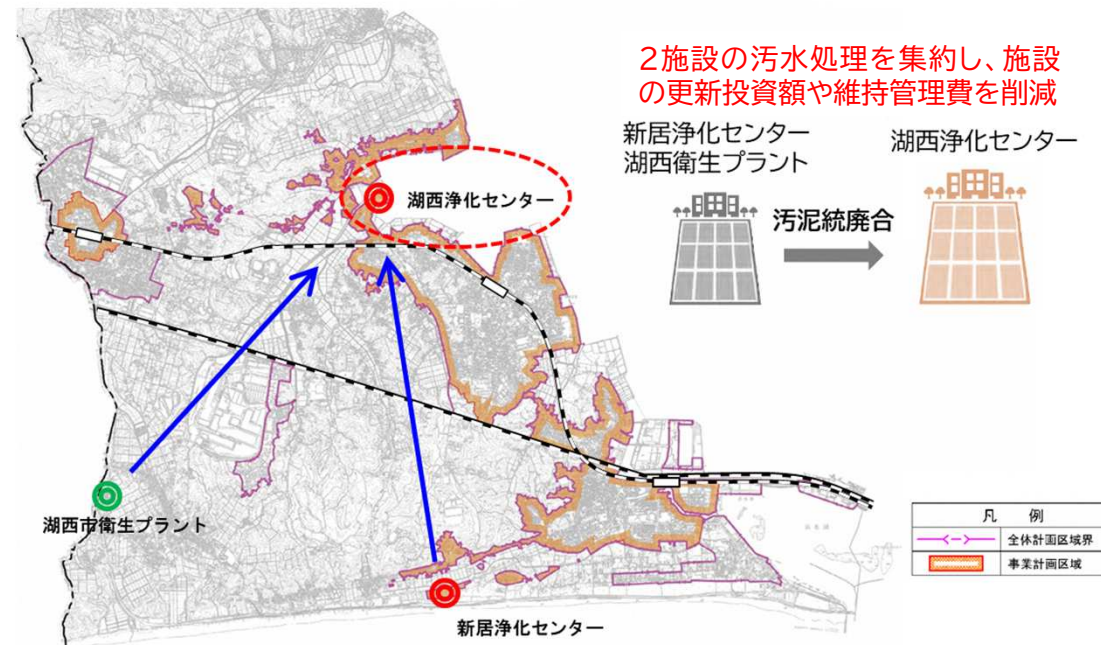 2施設の汚水処理を集約し、施設
の更新投資額や維持管理費を削減
新居浄化センター
湖西衛生プラント
湖西浄化センター
汚泥統廃合
湖西浄化センター
湖西市衛生プラント
新居浄化センター
凡 例
全体計画区域界
事業計画区域